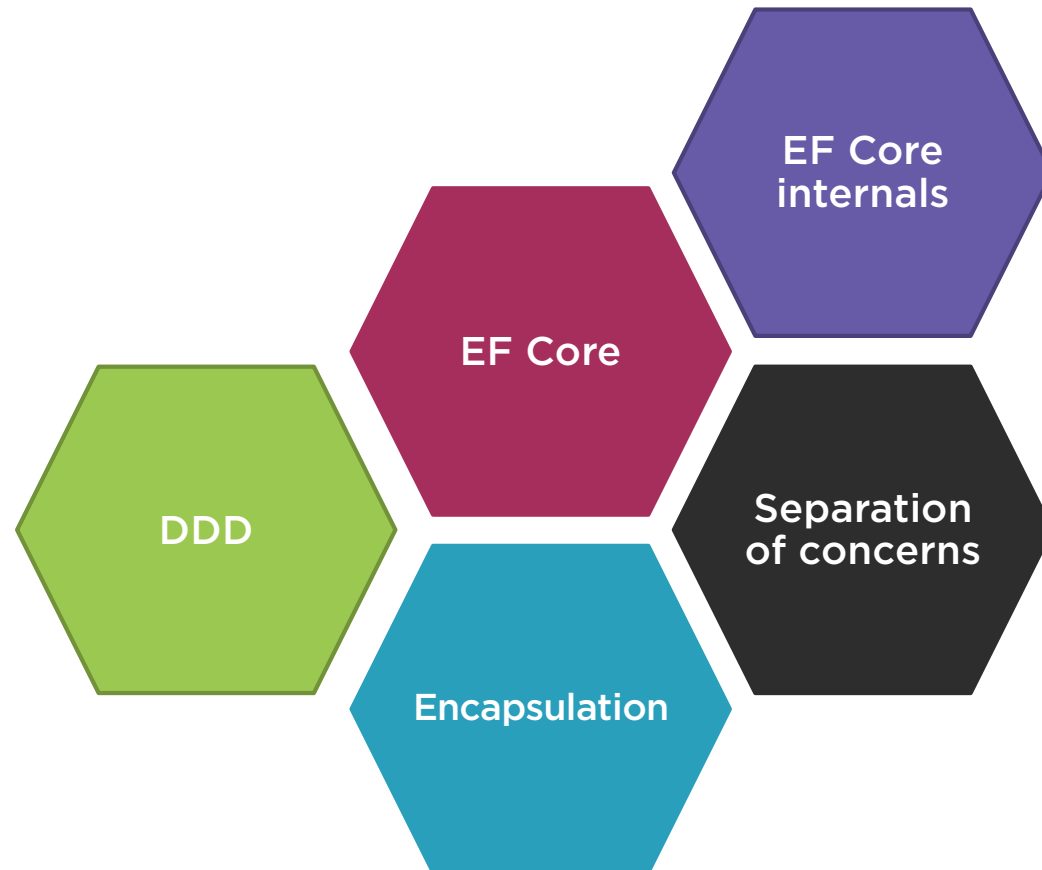 EF Core
internals
EF Core
DDD
Separation
of concerns
Encapsulation